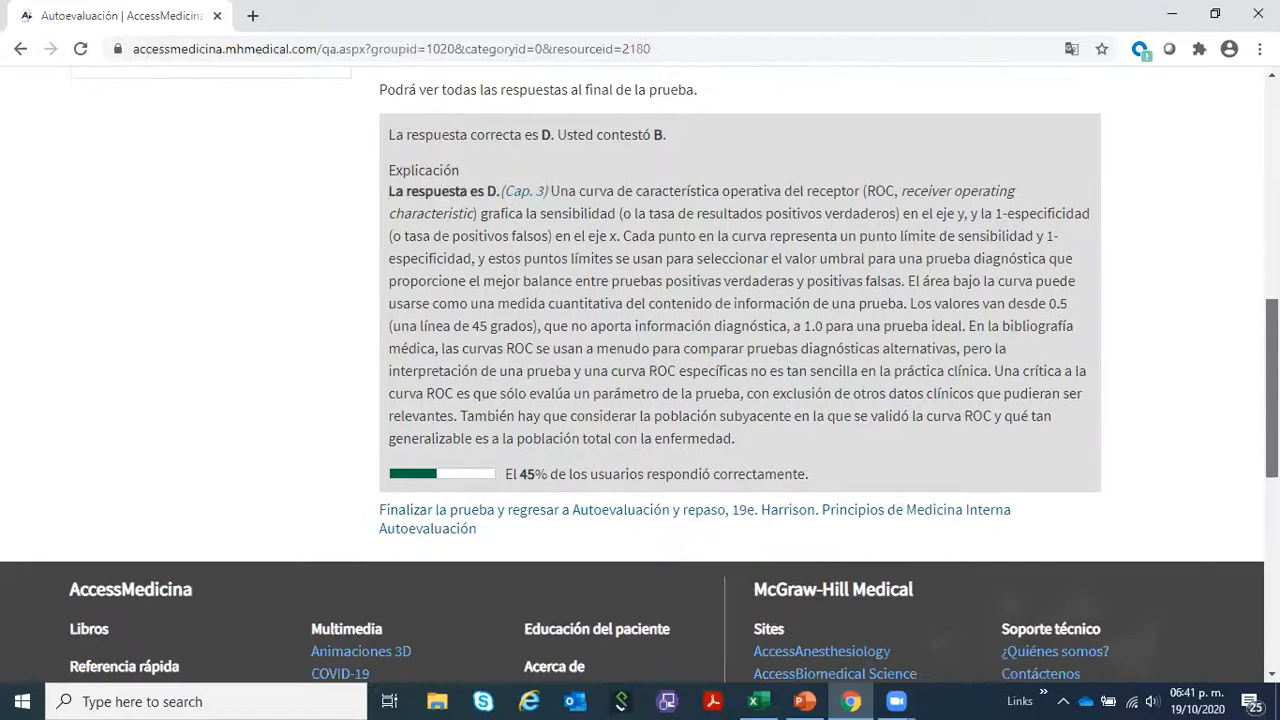 Autoevaluación | AccessMedicina
accessmedicina.mhmedical.com/qa.aspx?groupid=1020&categoryid=0&resourceid=2180
Podrá ver todas las respuestas al final de la prueba.
La respuesta correcta es D. Usted contestó B.
Explicación
La respuesta es D.(Cap. 3) Una curva de característica operativa del receptor (ROC, receiver operating
characteristic) grafica la sensibilidad (o la tasa de resultados positivos verdaderos) en el eje y, y la 1-especificidad
(o tasa de positivos falsos) en el eje x. Cada punto en la curva representa un punto límite de sensibilidad y 1-
especificidad, y estos puntos límites se usan para seleccionar el valor umbral para una prueba diagnóstica que
proporcione el mejor balance entre pruebas positivas verdaderas y positivas falsas. El área bajo la curva puede
usarse como una medida cuantitativa del contenido de información de una prueba. Los valores van desde 0.5
(una línea de 45 grados), que no aporta información diagnóstica, a 1.0 para una prueba ideal. En la bibliografía
médica, las curvas ROC se usan a menudo para comparar pruebas diagnósticas alternativas, pero la
interpretación de una prueba y una curva ROC específicas no es tan sencilla en la práctica clínica. Una crítica a la
curva ROC es que sólo evalúa un parámetro de la prueba, con exclusión de otros datos clínicos que pudieran ser
relevantes. También hay que considerar la población subyacente en la que se validó la curva ROC y qué tan
generalizable es a la población total con la enfermedad.
El 45% de los usuarios respondió correctamente.
Finalizar la prueba y regresar a Autoevaluación y repaso, 19e. Harrison. Principios de Medicina Interna
Autoevaluación
AccessMedicina
McGraw-Hill Medical
Libros
Multimedia
Educación del paciente
Sites
Soporte técnico
Animaciones 3D
AccessAnesthesiology
¿Quiénes somos?
Referencia rápida
COVID-19
Acerca de
AccessBiomedical Science
Contáctenos
Type here to search
Links
06:41 p. m.
19/10/2020
25